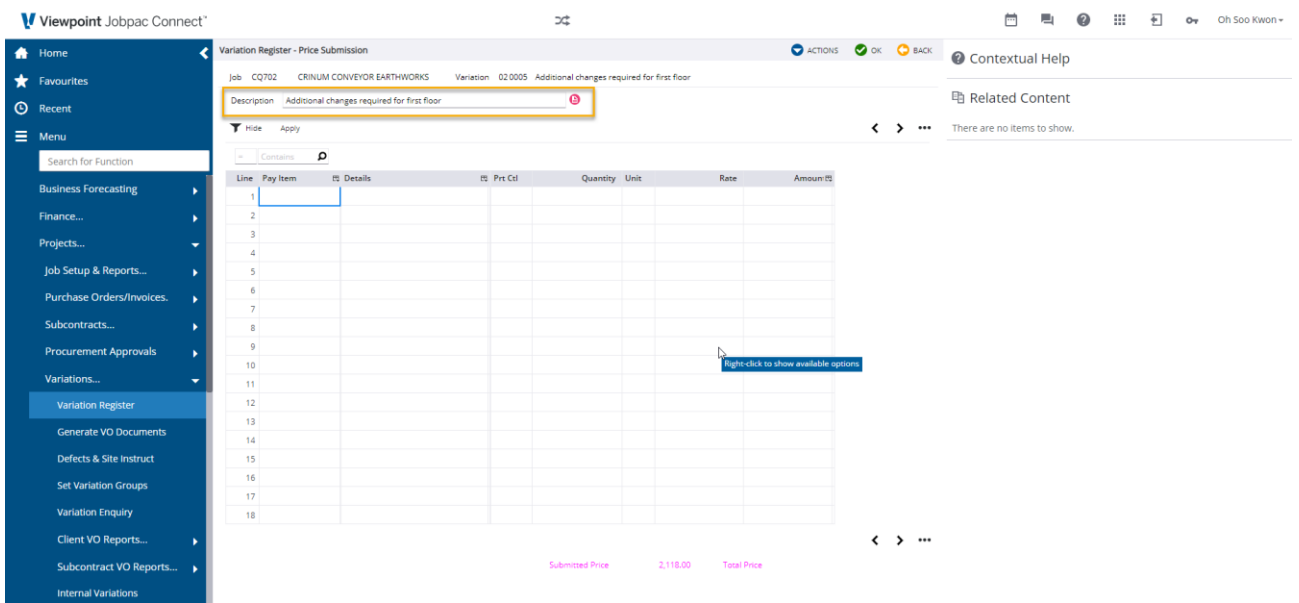 Viewpoint Jobpac Connect™
Oh Soo Kwon
Home
Favourites
Recent
Menu
Search for Function
Business Forecasting
Finance...
Projects...
Job Setup & Reports...
Purchase Orders/Invoices.
Subcontracts...
Procurement Approvals
Variations...
Variation Register
Generate VO Documents
Defects & Site Instruct
Set Variation Groups
Variation Enquiry
Client VO Reports...
Subcontract VO Reports...
Internal Variations
Variation Register - Price Submission
ACTIONS OK BACK
Job CQ702 CRINUM CONVEYOR EARTHWORKS Variation 02 0005 Additional changes required for first floor
Description Additional changes required for first floor
Hide Apply
= Contains
Line Pay Item Details Prt Ctl Quantity Unit Rate Amount
1
2
3
4
5
6
7
8
9
10
11
12
13
14
15
16
17
18
Right-click to show available options
Submitted Price 2,118.00 Total Price
Contextual Help
Related Content
There are no items to show.